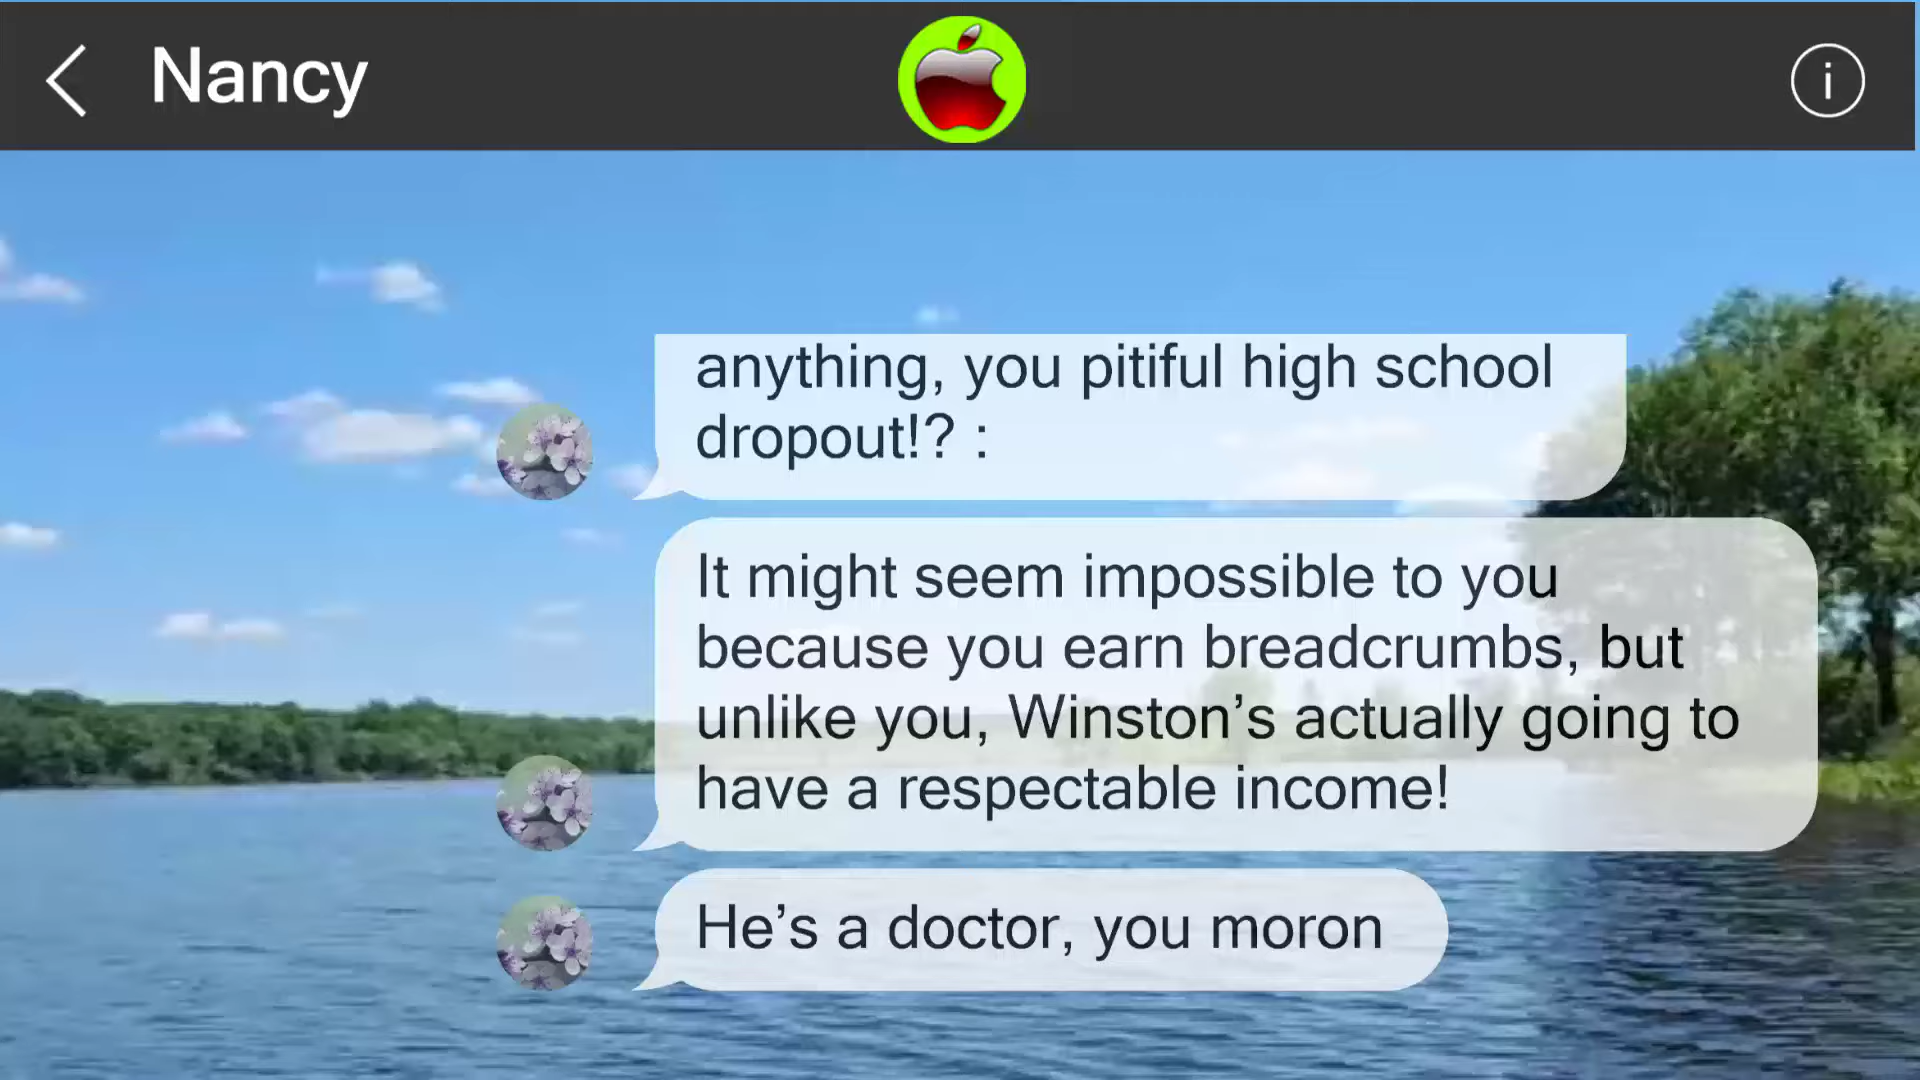 Nancy
anything, you pitiful high school
dropout!? :
It might seem impossible to you
because you earn breadcrumbs, but
unlike you, Winston’s actually going to
have a respectable income!
He’s a doctor, you moron